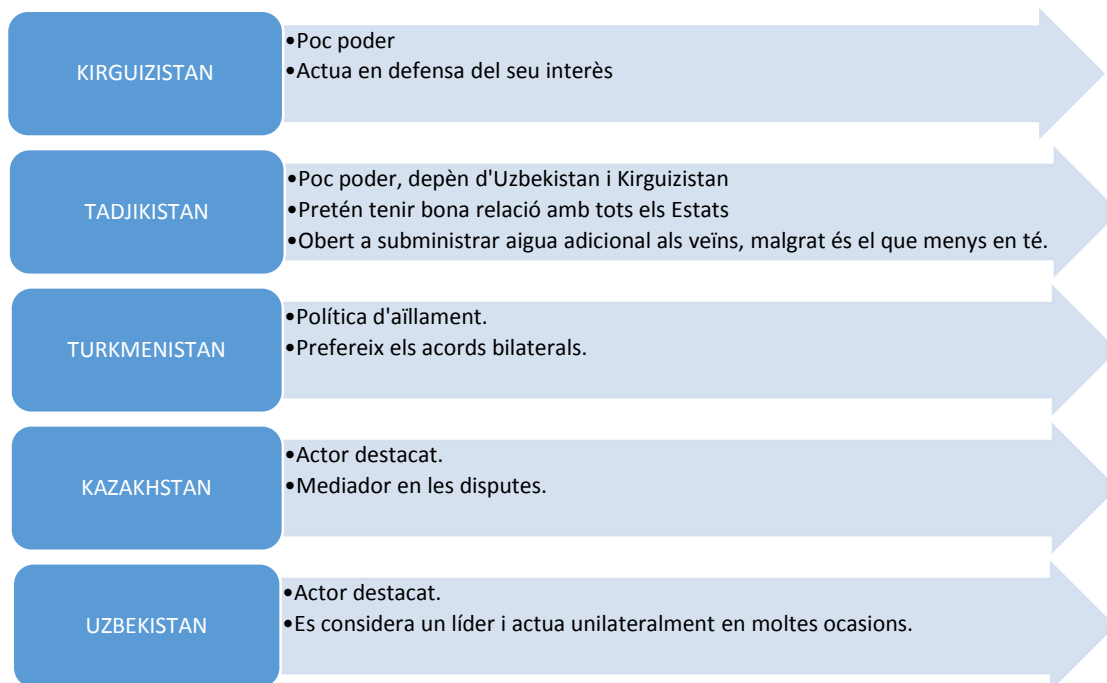 KIRGUIZISTAN
•Poc poder
•Actua en defensa del seu interès
TADJIKISTAN
•Poc poder, depèn d'Uzbekistan i Kirguizistan
•Pretén tenir bona relació amb tots els Estats
•Obert a subministrar aigua adicional als veïns, malgrat és el que menys en té.
TURKMENISTAN
•Política d'aïllament.
•Prefereix els acords bilaterals.
KAZAKHSTAN
•Actor destacat.
•Mediador en les disputes.
UZBEKISTAN
•Actor destacat.
•Es considera un líder i actua unilateralment en moltes ocasions.